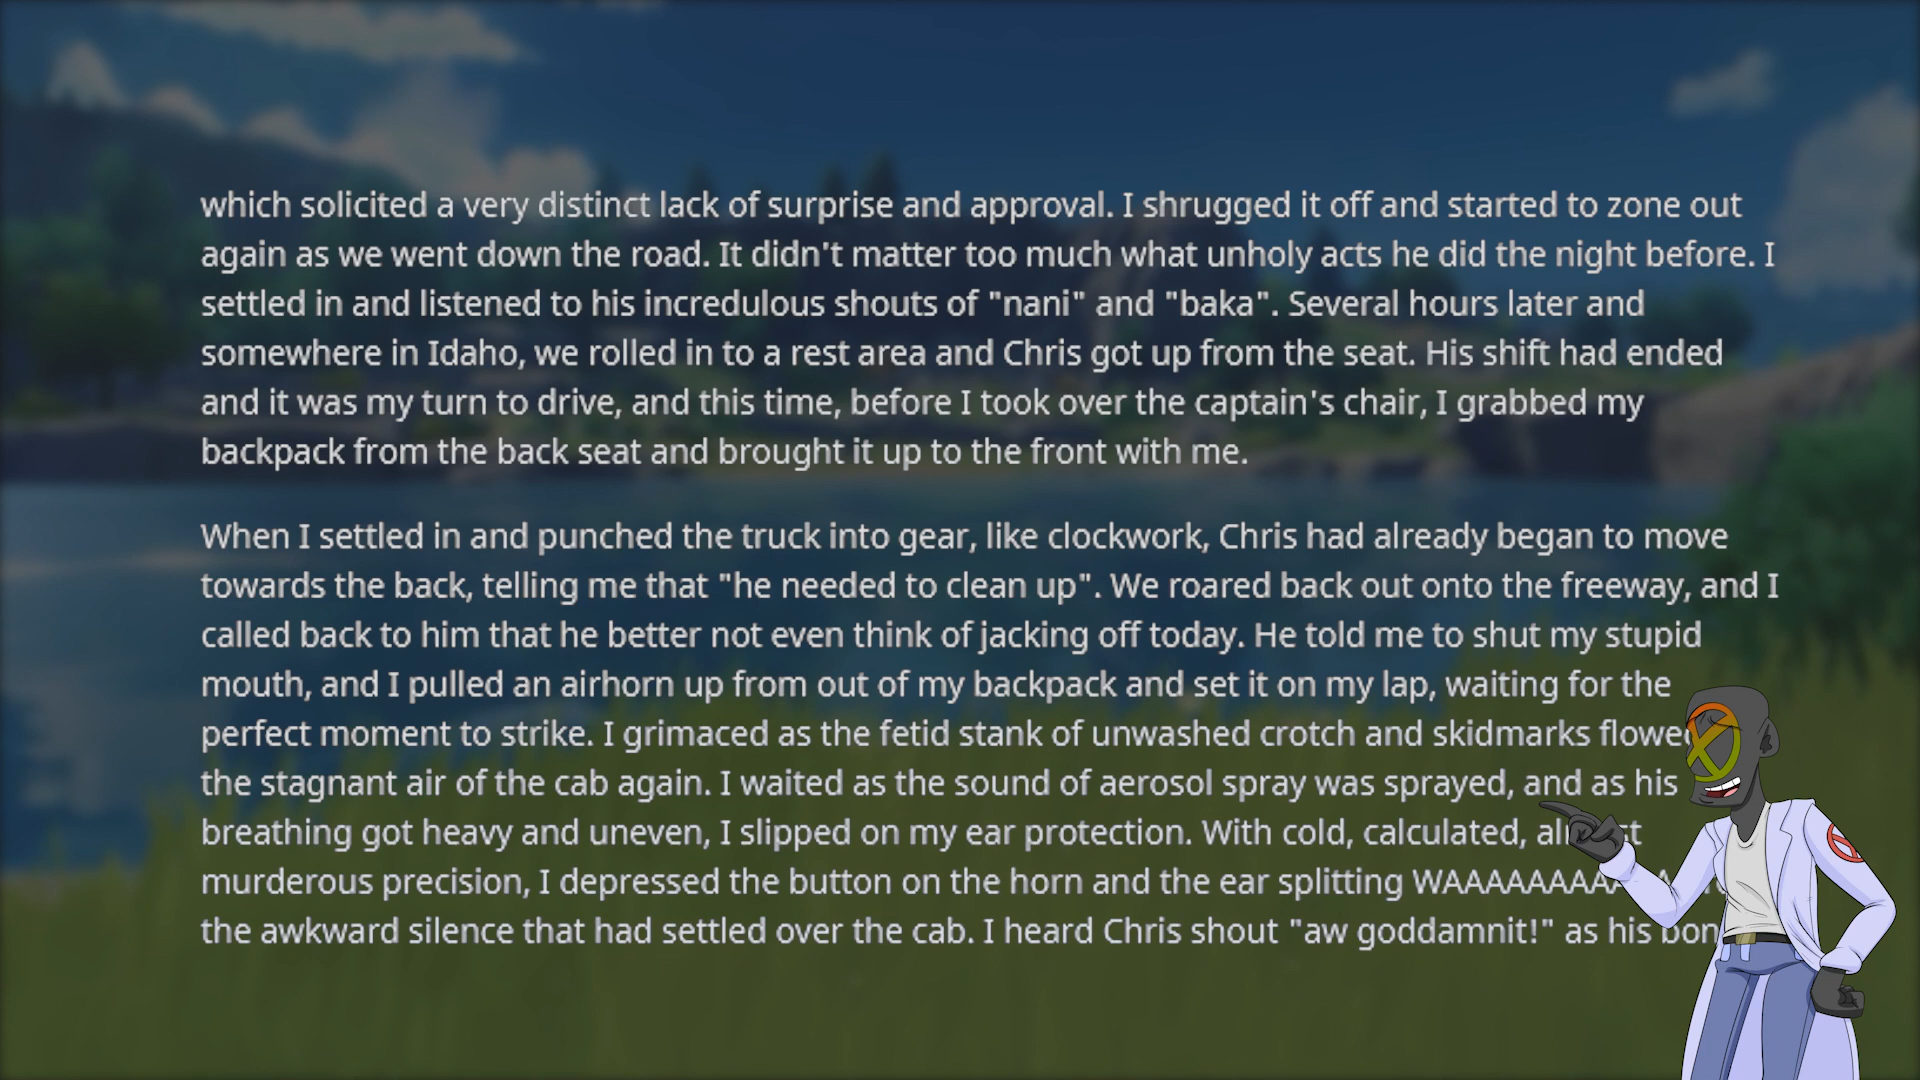 which solicited a very distinct lack of surprise and approval. I shrugged it off and started to zone out
again as we went down the road. It didn't matter too much what unholy acts he did the night before. I
settled in and listened to his incredulous shouts of "nani" and "baka". Several hours later and
somewhere in Idaho, we rolled in to a rest area and Chris got up from the seat. His shift had ended
and it was my turn to drive, and this time, before I took over the captain's chair, I grabbed my
backpack from the back seat and brought it up to the front with me.
When I settled in and punched the truck into gear, like clockwork, Chris had already began to move
towards the back, telling me that "he needed to clean up". We roared back out onto the freeway, and I
called back to him that he better not even think of jacking off today. He told me to shut my stupid
mouth, and I pulled an airhorn up from out of my backpack and set it on my lap, waiting for the
perfect moment to strike. I grimaced as the fetid stank of unwashed crotch and skidmarks
the stagnant air of the cab again. I waited as the sound of aerosol spray was sprayed, and as his
breathing got heavy and uneven, I slipped on my ear protection. With cold, calculated,
murderous precision, I depressed the button on the horn and the ear splitting
the awkward silence that had settled over the cab. I heard Chris shout "aw goddamnit!" as his